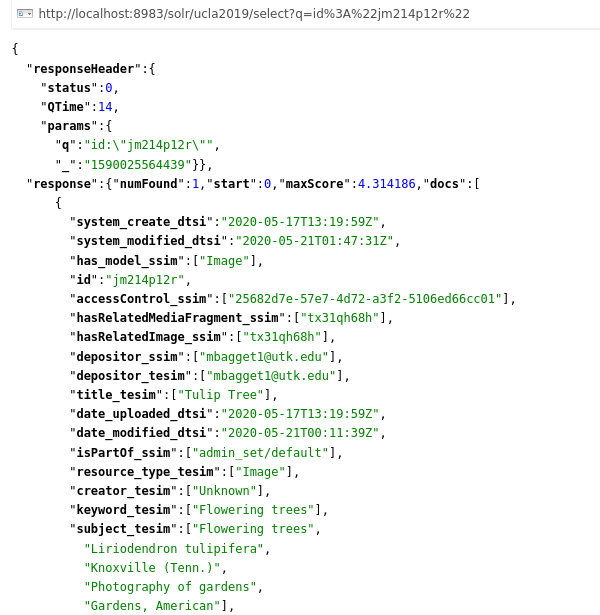 http://localhost:8983/solr/ucla2019/select?q=id%3A%22jm214p12r%22
{
"responseHeader":{
"status":0,
"QTime":14,
"params":{
"q":"id:\"jm214p12r\"",
"_":"1590025564439"}},
"response":{"numFound":1,"start":0,"maxScore":4.314186,"docs":[
{
"system_create_dtsi":"2020-05-17T13:19:59Z",
"system_modified_dtsi":"2020-05-21T01:47:31Z",
"has_model_ssim":["Image"],
"id":"jm214p12r",
"accessControl_ssim":["25682d7e-57e7-4d72-a3f2-5106ed66cc01"],
"hasRelatedMediaFragment_ssim":["tx31qh68h"],
"hasRelatedImage_ssim":["tx31qh68h"],
"depositor_ssim":["mbagget1@utk.edu"],
"depositor_tesim":["mbagget1@utk.edu"],
"title_tesim":["Tulip Tree"],
"date_uploaded_dtsi":"2020-05-17T13:19:59Z",
"date_modified_dtsi":"2020-05-21T00:11:39Z",
"isPartOf_ssim":["admin_set/default"],
"resource_type_tesim":["Image"],
"creator_tesim":["Unknown"],
"keyword_tesim":["Flowering trees"],
"subject_tesim":["Flowering trees",
"Liriodendron tulipifera",
"Knoxville (Tenn.)",
"Photography of gardens",
"Gardens, American"],